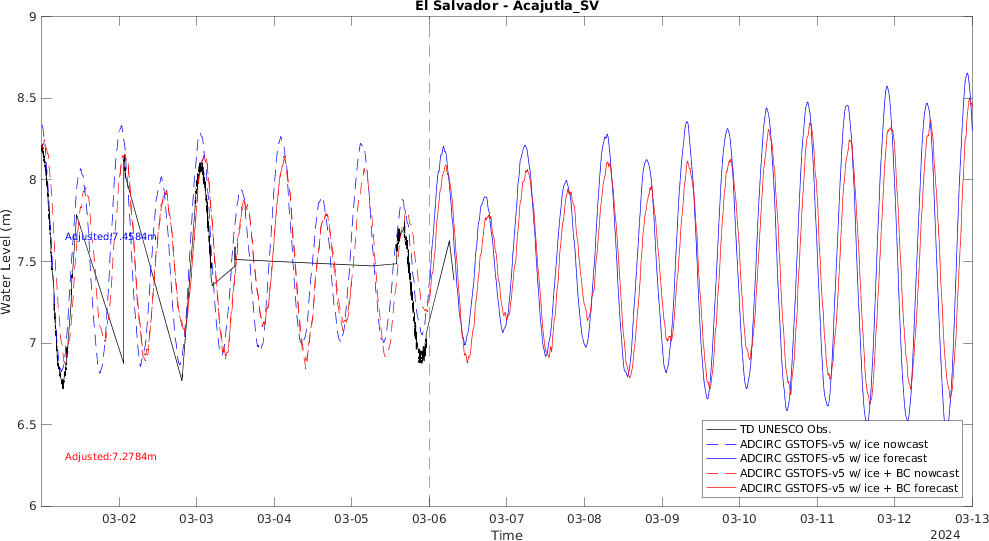 El Salvador - Acajutla_SV
Water Level (m)
9
8.5
8
7.5
7
6.5
6
Adjusted:7.4584m
Adjusted:7.2784m
TD UNESCO Obs.
ADCIRC GSTOFS-v5 w/ ice nowcast
ADCIRC GSTOFS-v5 w/ ice forecast
ADCIRC GSTOFS-v5 w/ ice + BC nowcast
ADCIRC GSTOFS-v5 w/ ice + BC forecast
03-02 03-03 03-04 03-05 03-06 03-07 03-08 03-09 03-10 03-11 03-12 03-13
Time
2024